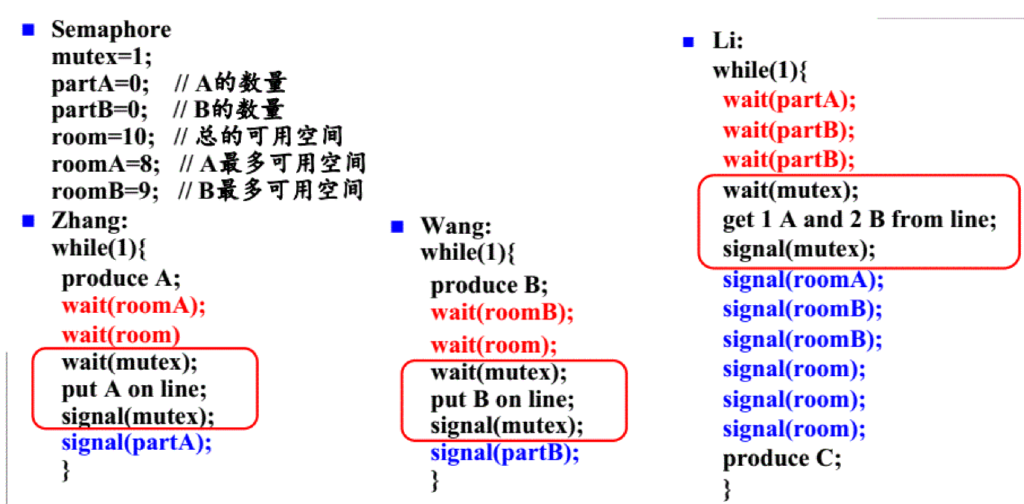 Semaphore
mutex=1;
partA=0; // A的数量
partB=0; // B的数量
room=10; // 总的可用空间
roomA=8; // A最多可用空间
roomB=9; // B最多可用空间
Zhang:
while(1){
produce A;
wait(roomA);
wait(room)
wait(mutex);
put A on line;
signal(mutex);
signal(partA);
}
Wang:
while(1){
produce B;
wait(roomB);
wait(room);
wait(mutex);
put B on line;
signal(mutex);
signal(partB);
}
Li:
while(1){
wait(partA);
wait(partB);
wait(partB);
wait(mutex);
get 1 A and 2 B from line;
signal(mutex);
signal(roomA);
signal(roomB);
signal(roomB);
signal(room);
signal(room);
signal(room);
produce C;
}